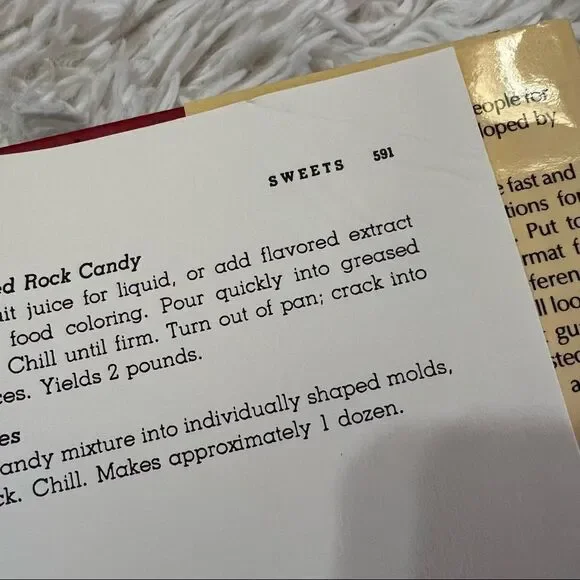 SWEETS 591
ed Rock Candy
uit juice for liquid, or add flavored extract
food coloring. Pour quickly into greased
Chill until firm. Turn out of pan; crack into
ces. Yields 2 pounds.
es
andy mixture into individually shaped molds,
ck. Chill. Makes approximately 1 dozen.
eople for
loped by
fast and
tions for
Put to
rmat f
feren
ll loo
gu
sted
a